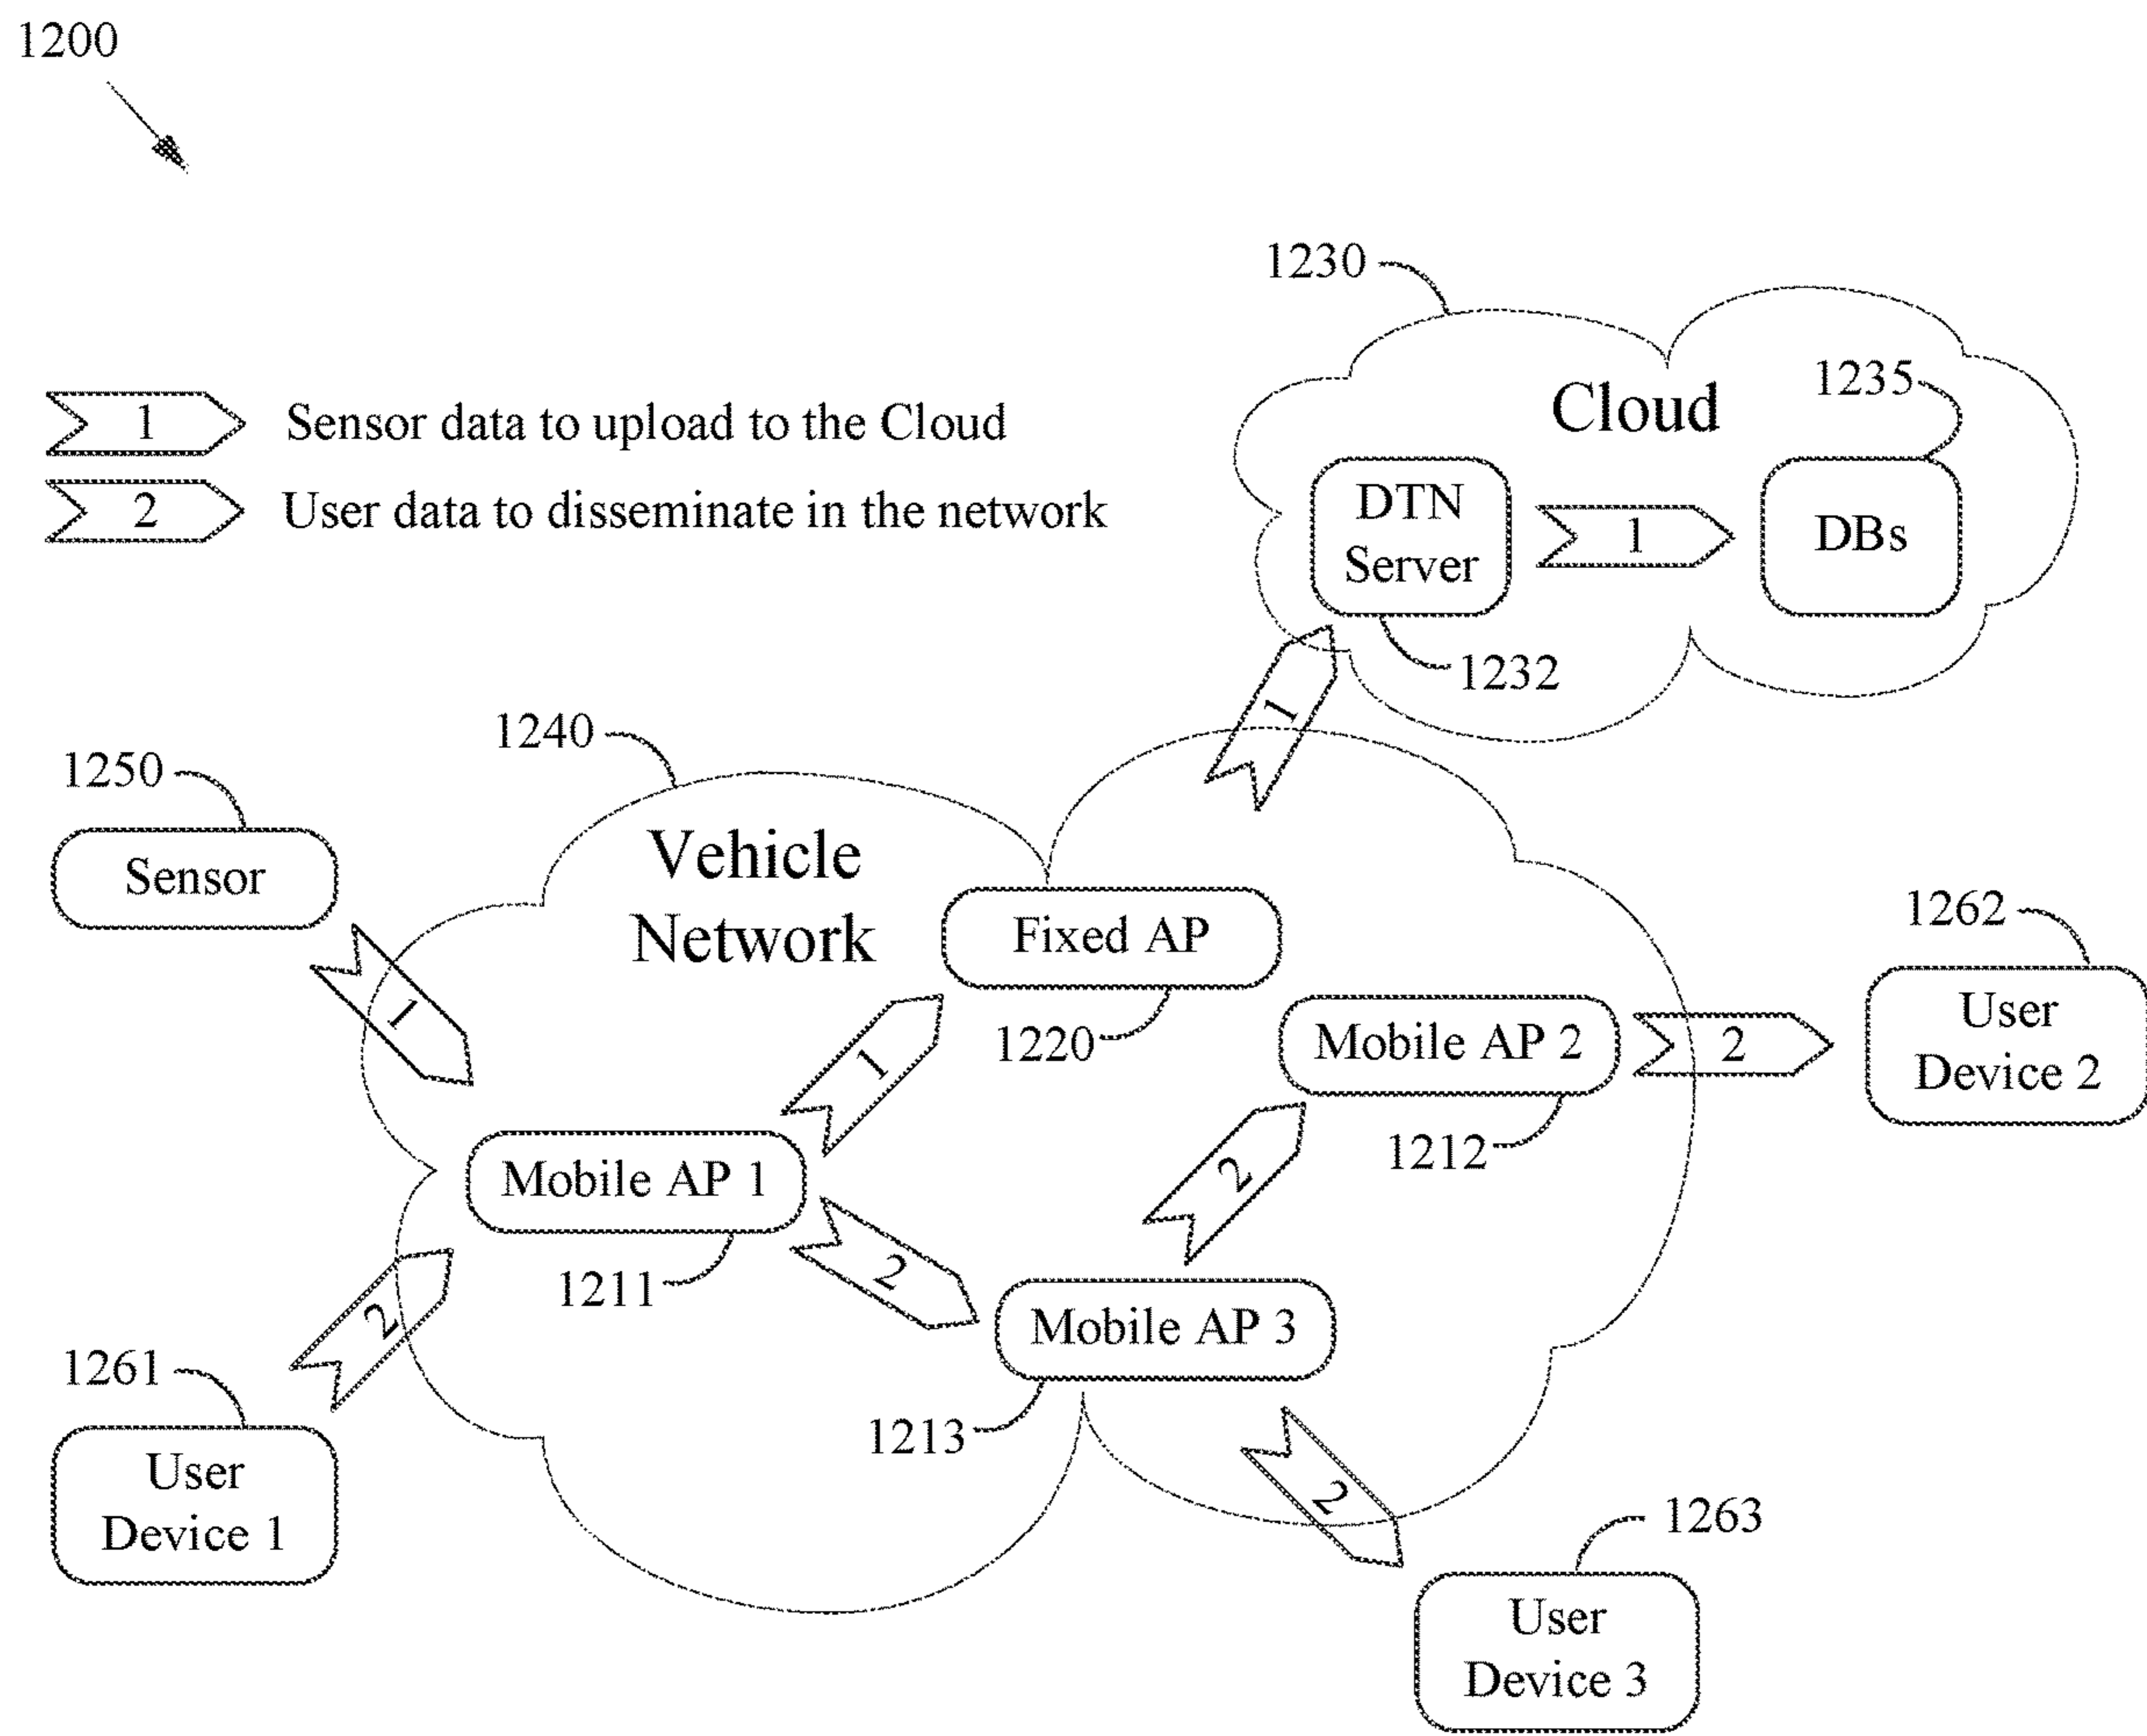 1200
1230
1235
Cloud
1 Sensor data to upload to the Cloud
2 User data to disseminate in the network
DTN
Server
1
DBs
1232
1
1240
1250
Vehicle
Network
Sensor
Fixed AP
1262
1
1220
User
Device 2
Mobile AP 2
2
1
1212
Mobile AP 1
2
1211
2
2
Mobile AP 3
1261
1213
User
Device 1
2
1263
User
Device 3